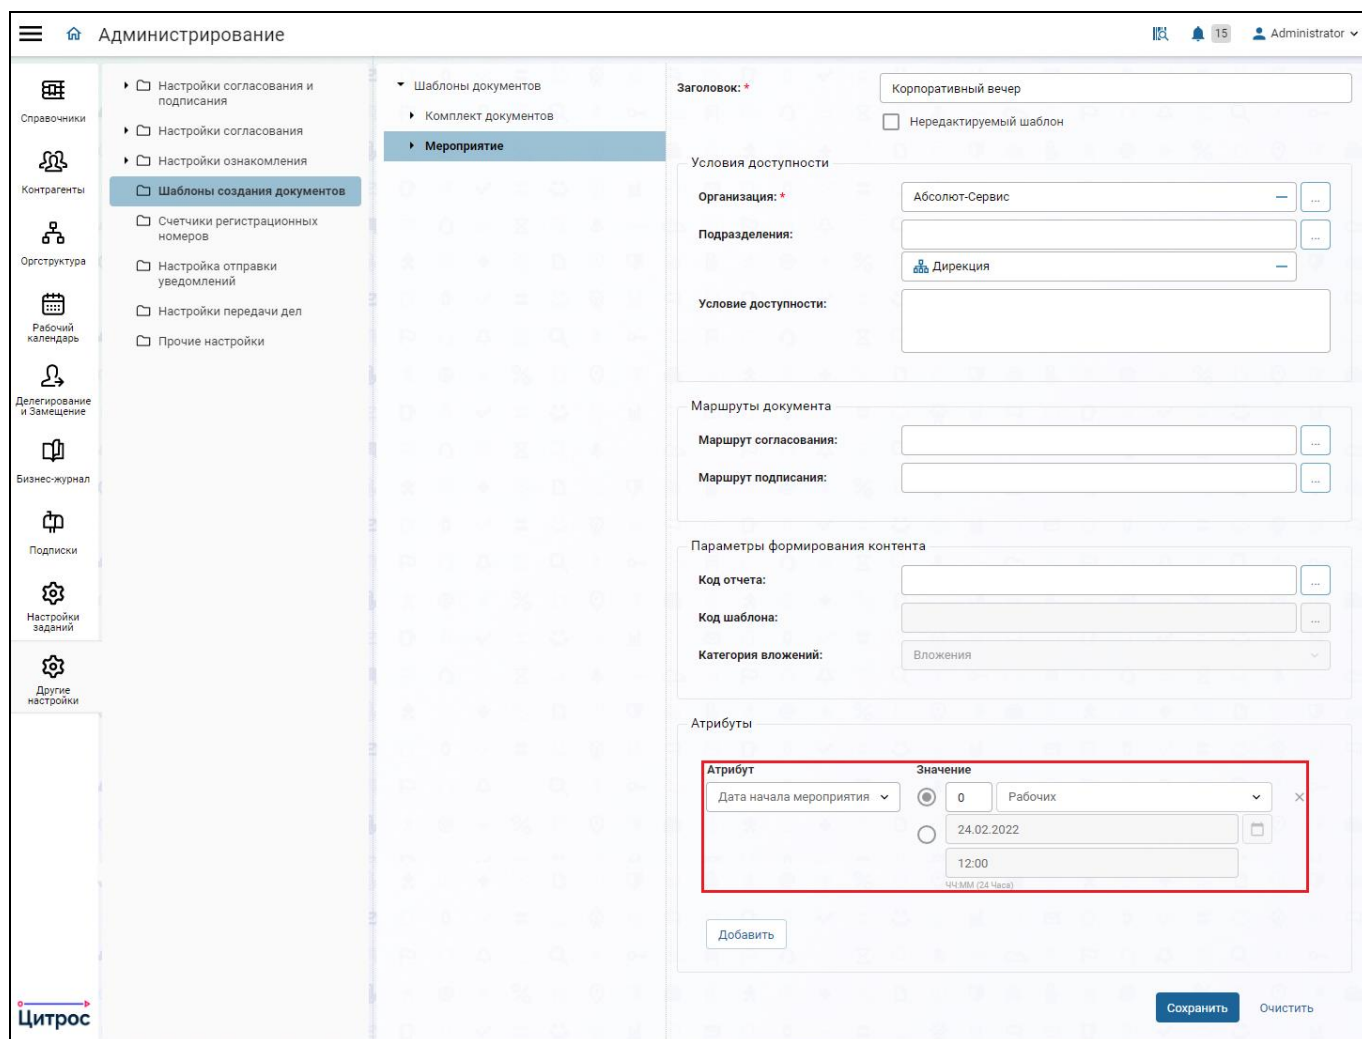 Администрирование
15
Administrator
Справочники
Контрагенты
Оргструктура
Рабочий
календарь
Делегирование
и Замещение
Бизнес-журнал
Подписки
Настройки
заданий
Другие
настройки
Цитрос
Настройки согласования и
подписания
Настройки согласования
Настройки ознакомления
Шаблоны создания документов
Счетчики регистрационных
номеров
Настройка отправки
уведомлений
Настройки передачи дел
Прочие настройки
Шаблоны документов
Комплект документов
Мероприятие
Заголовок: * Корпоративный вечер
Нередактируемый шаблон
Условия доступности
Организация: * Абсолют-Сервис ...
Подразделения: ...
Дирекция
Условие доступности:
Маршруты документа
Маршрут согласования: ...
Маршрут подписания: ...
Параметры формирования контента
Код отчета: ...
Код шаблона: ...
Категория вложений: Вложения
Атрибуты
Атрибут Значение
Дата начала мероприятия 0 Рабочих
24.02.2022
12:00
ЧЧ:ММ (24 Часа)
Добавить
Сохранить Очистить